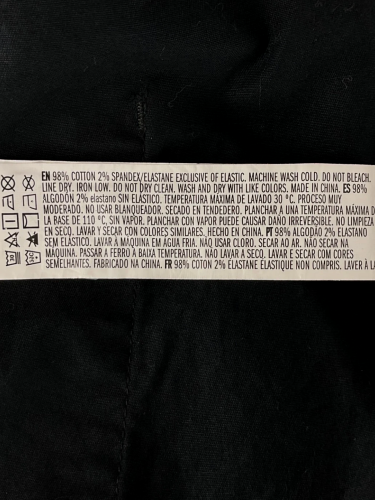 EN 98% COTTON 2% SPANDEX/ELASTANE EXCLUSIVE OF ELASTIC. MACHINE WASH COLD. DO NOT BLEACH.
LINE DRY. IRON LOW. DO NOT DRY CLEAN. WASH AND DRY WITH LIKE COLORS. MADE IN CHINA. ES 98%
ALGODÓN 2% elastano SIN ELÁSTICO. TEMPERATURA MÁXIMA DE LAVADO 30 °C. PROCESO MUY
MODERADO. NO USAR BLANQUEADOR. SECADO EN TENDEDERO. PLANCHAR A UNA TEMPERATURA MÁXIMA D
LA BASE DE 110 °C, SIN VAPOR. PLANCHAR CON VAPOR PUEDE CAUSAR DAÑO IRREVERSIBLE. NO LIMPIEZA
EN SECO. LAVAR Y SECAR CON COLORES SIMILARES. HECHO EN CHINA. PT 98% ALGODÃO 2% ELASTANO
SEM ELÁSTICO. LAVAR À MÁQUINA EM ÁGUA FRIA. NÃO USAR CLORO. SECAR AO AR. NÃO SECAR NA
MÁQUINA. PASSAR A FERRO À BAIXA TEMPERATURA. NÃO LAVAR A SECO. LAVAR E SECAR COM CORES
SEMELHANTES. FABRICADO NA CHINA. FR 98% COTON 2% ÉLASTANE ÉLASTIQUE NON COMPRIS. LAVER À LA